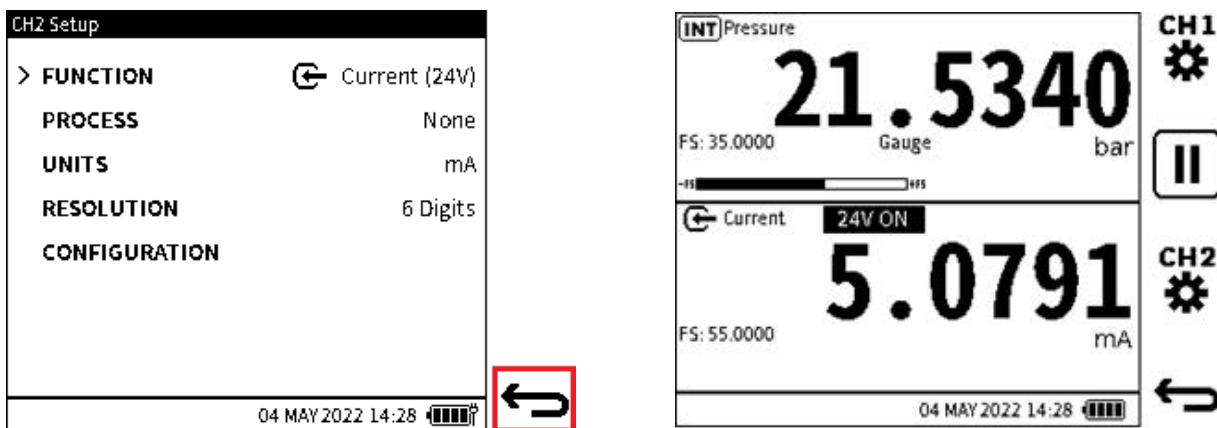 CH2 Setup
> FUNCTION Current (24V)
PROCESS None
UNITS mA
RESOLUTION 6 Digits
CONFIGURATION
04 MAY 2022 14:28
INT Pressure
21.5340
FS: 35.0000 Gauge bar
-FS +FS
Current 24V ON
5.0791
FS: 55.0000 mA
04 MAY 2022 14:28
CH1
CH2